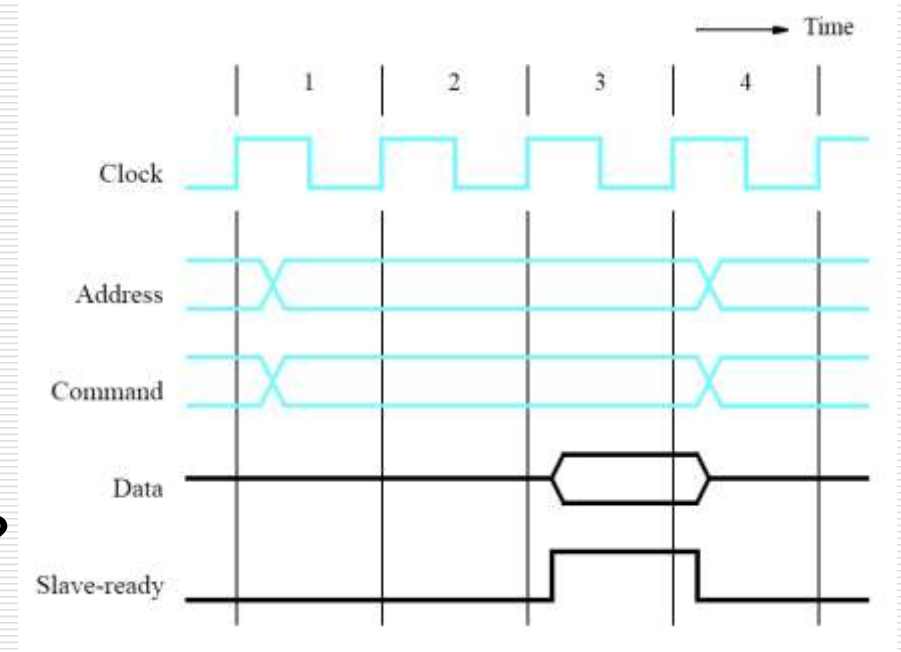 Time
1 2 3 4
Clock
Address
Command
Data
Slave-ready